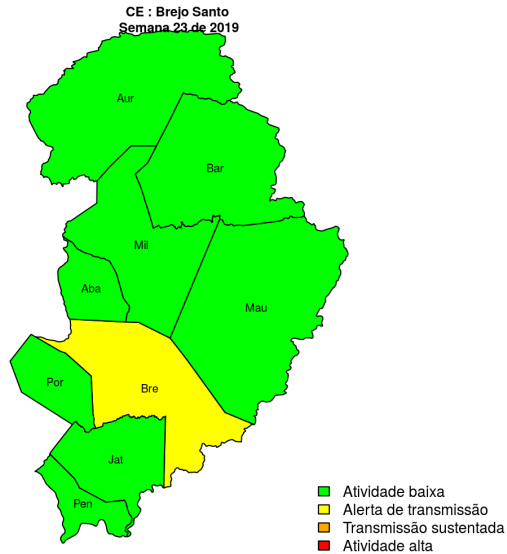 CE : Brejo Santo
Semana 23 de 2019
Aur
Bar
Mil
Aba
Mau
Por
Bre
Jat
Pen
Atividade baixa
Alerta de transmissão
Transmissão sustentada
Atividade alta